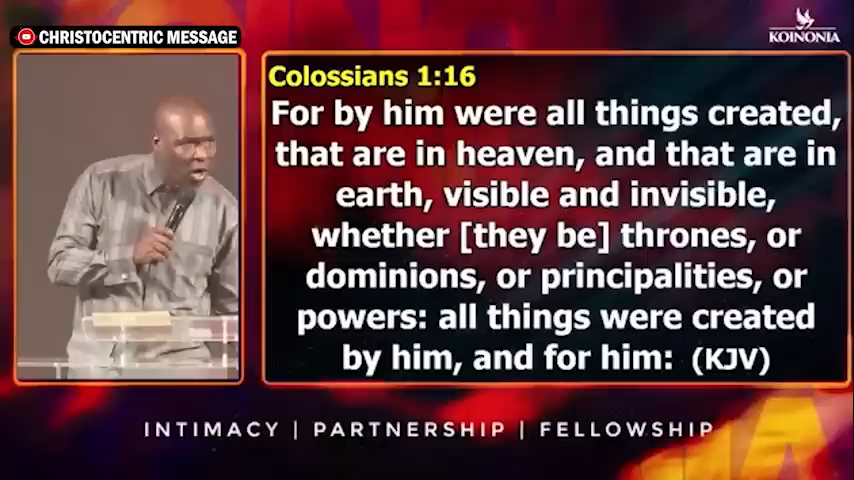 CHRISTOCENTRIC MESSAGE
KOINONIA
Colossians 1:16
For by him were all things created,
that are in heaven, and that are in
earth, visible and invisible,
whether [they be] thrones, or
dominions, or principalities, or
powers: all things were created
by him, and for him: (KJV)
INTIMACY | PARTNERSHIP | FELLOWSHIP